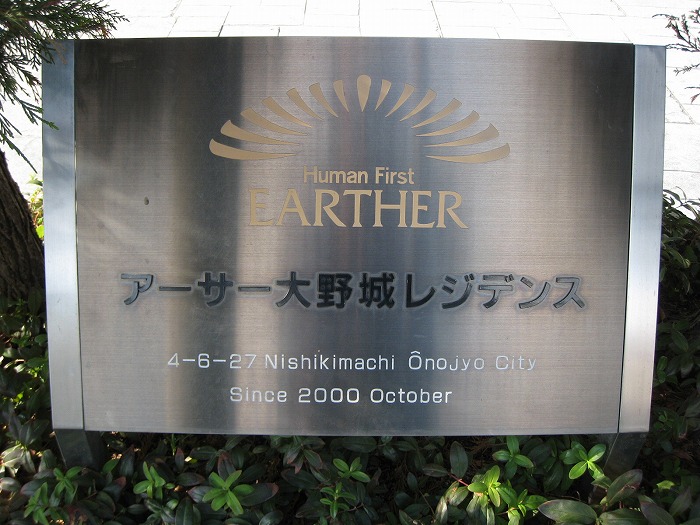 Human First
EARTHER
アーサー大野城レジデンス
4-6-27 Nishikimachi Ônojyo City
Since 2000 October